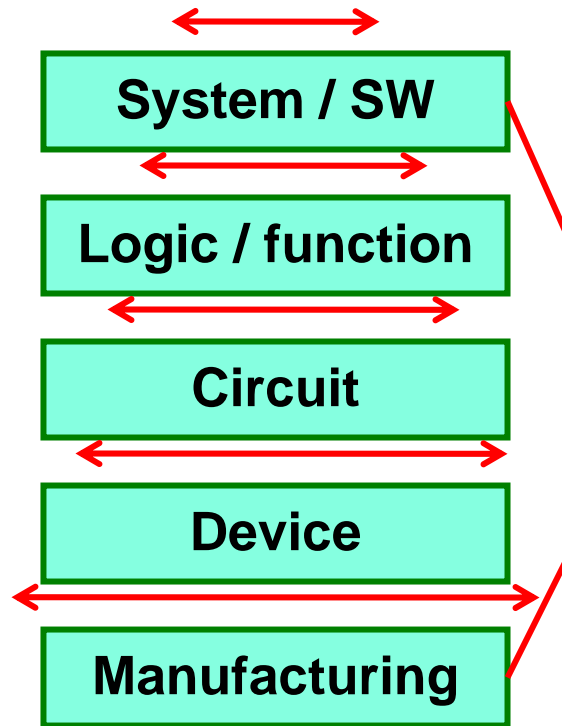 System / SW
Logic / function
Circuit
Device
Manufacturing